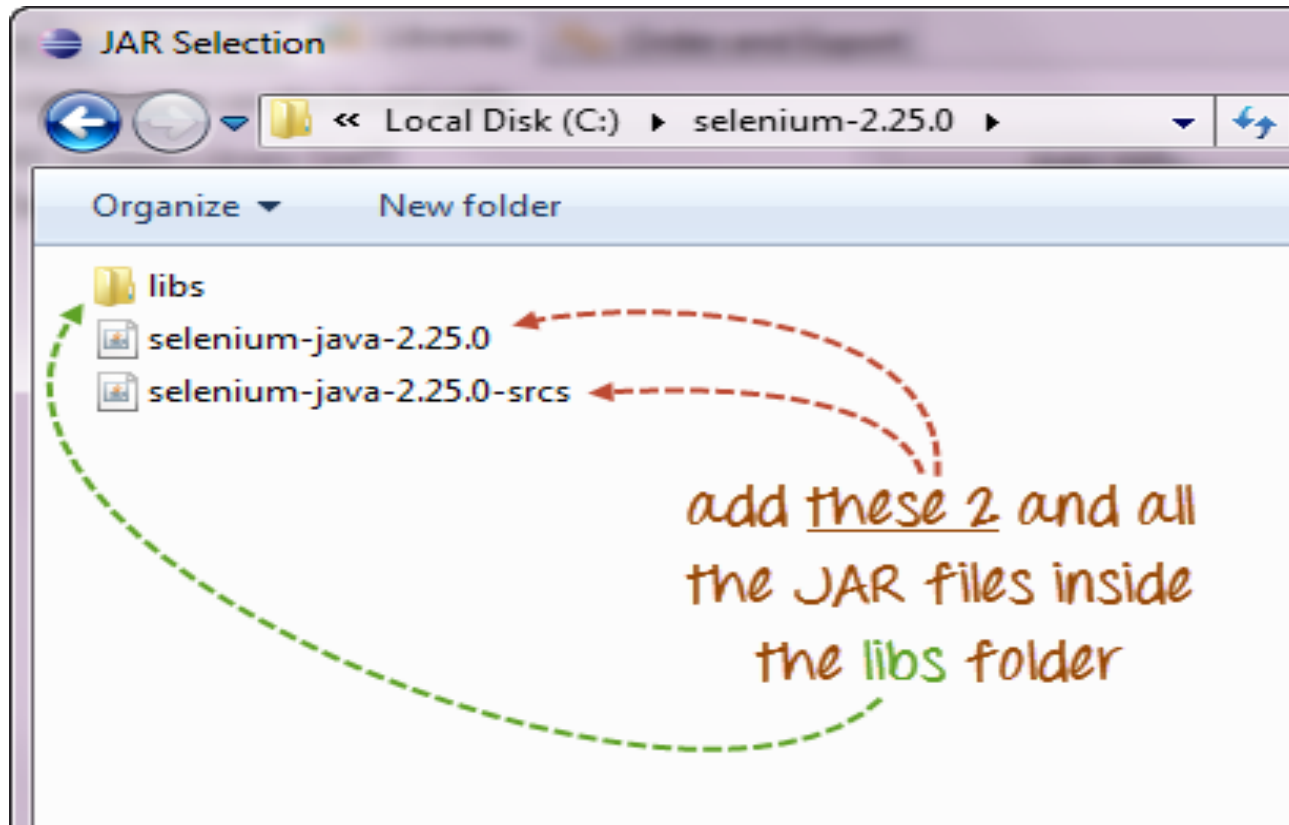 JAR Selection
« Local Disk (C:) ▸ selenium-2.25.0 ▸
Organize New folder
libs
selenium-java-2.25.0
selenium-java-2.25.0-srcs
add these 2 and all
the JAR files inside
the libs folder